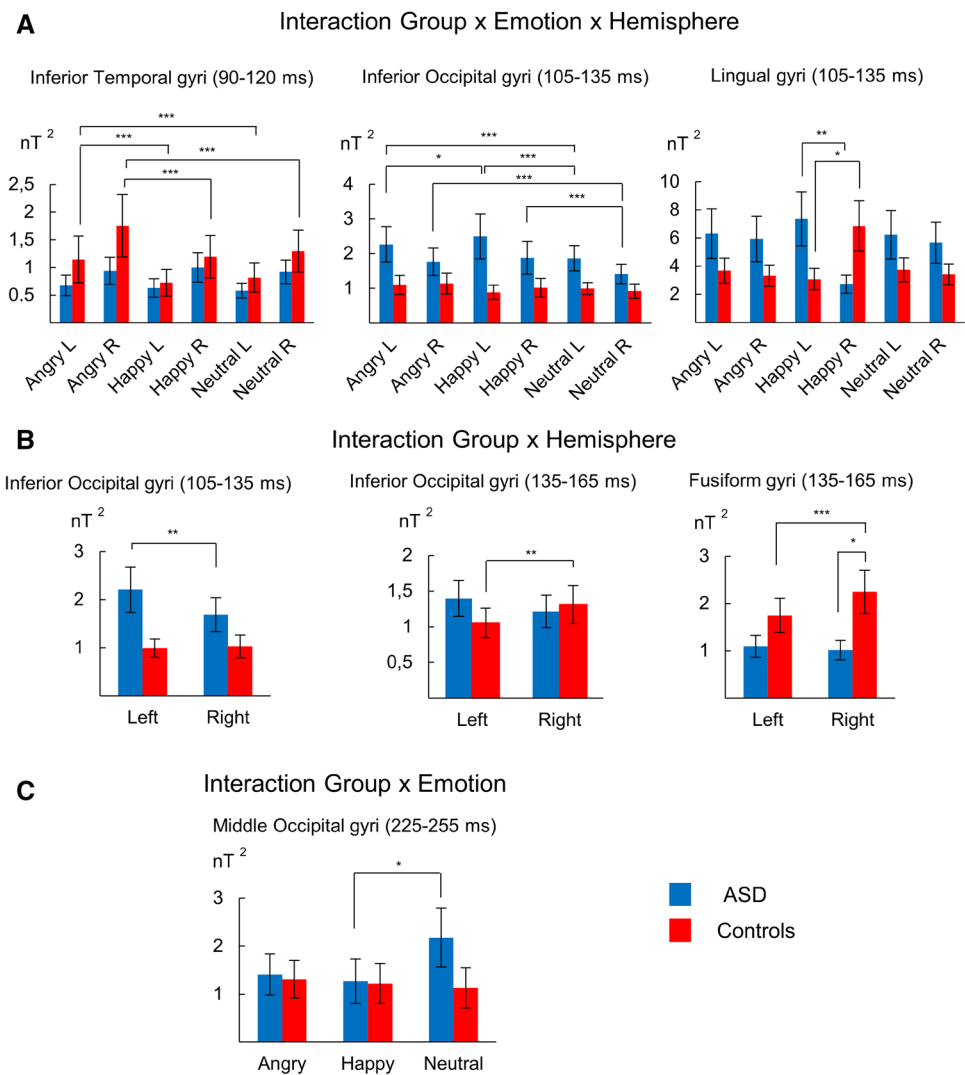 A
Interaction Group x Emotion x Hemisphere
Inferior Temporal gyri (90-120 ms)
nT 2
***
***
***
***
2,5
2
1,5
1
0,5
Angry L
Angry R
Happy L
Happy R
Neutral L
Neutral R
Inferior Occipital gyri (105-135 ms)
nT 2
***
*
***
***
***
4
3
2
1
Angry L
Angry R
Happy L
Happy R
Neutral L
Neutral R
Lingual gyri (105-135 ms)
nT 2
**
*
10
8
6
4
2
Angry L
Angry R
Happy L
Happy R
Neutral L
Neutral R
B
Interaction Group x Hemisphere
Inferior Occipital gyri (105-135 ms)
nT 2
**
3
2
1
Left
Right
Inferior Occipital gyri (135-165 ms)
nT 2
**
2
1,5
1
0,5
Left
Right
Fusiform gyri (135-165 ms)
nT 2
***
*
3
2
1
Left
Right
C
Interaction Group x Emotion
Middle Occipital gyri (225-255 ms)
nT 2
*
3
2
1
Angry
Happy
Neutral
ASD
Controls